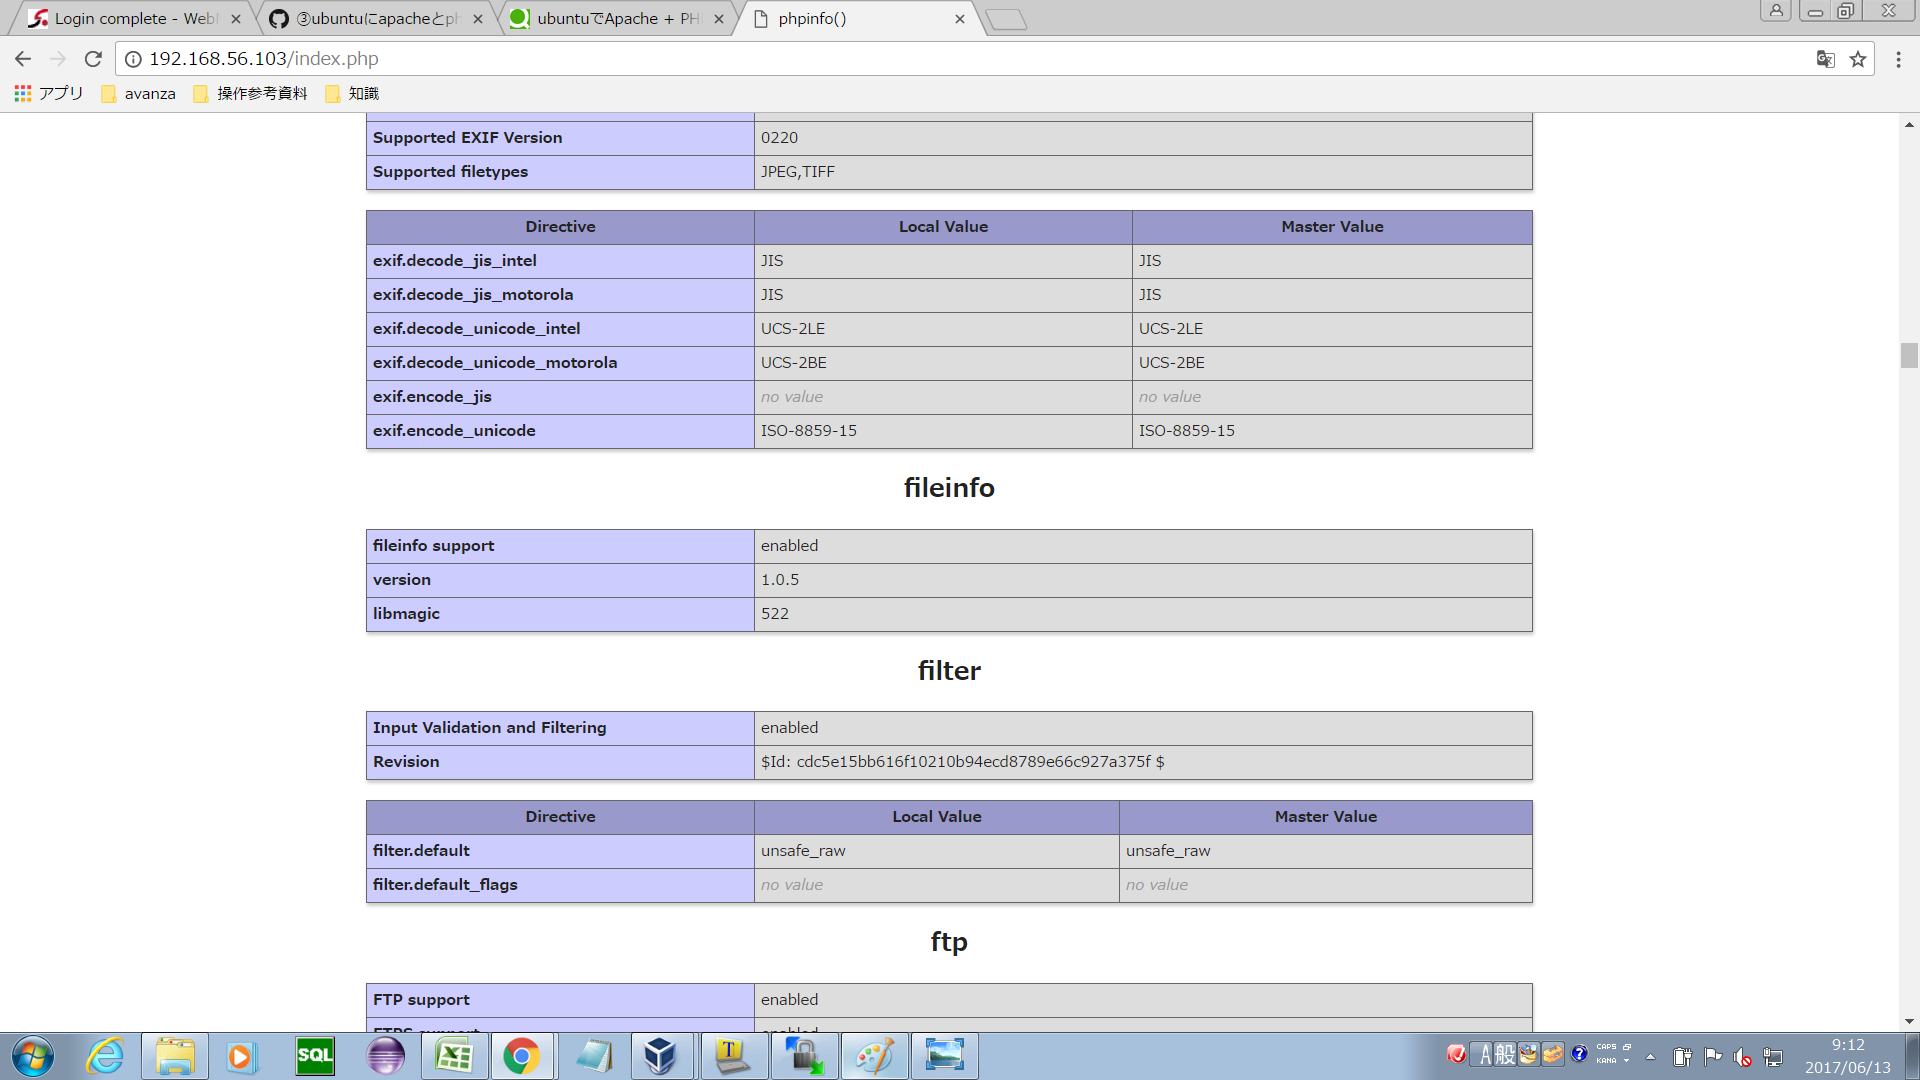 Login complete - Web
③ubuntuにapacheとph
ubuntuでApache + PH
phpinfo()
192.168.56.103/index.php
アプリ avanza 操作参考資料 知識
Supported EXIF Version 0220
Supported filetypes JPEG,TIFF
Directive Local Value Master Value
exif.decode_jis_intel JIS JIS
exif.decode_jis_motorola JIS JIS
exif.decode_unicode_intel UCS-2LE UCS-2LE
exif.decode_unicode_motorola UCS-2BE UCS-2BE
exif.encode_jis no value no value
exif.encode_unicode ISO-8859-15 ISO-8859-15
fileinfo
fileinfo support enabled
version 1.0.5
libmagic 522
filter
Input Validation and Filtering enabled
Revision $Id: cdc5e15bb616f10210b94ecd8789e66c927a375f $
Directive Local Value Master Value
filter.default unsafe_raw unsafe_raw
filter.default_flags no value no value
ftp
FTP support enabled
FTPS support enabled
SQL
A 般
CAPS
KANA
9:12
2017/06/13